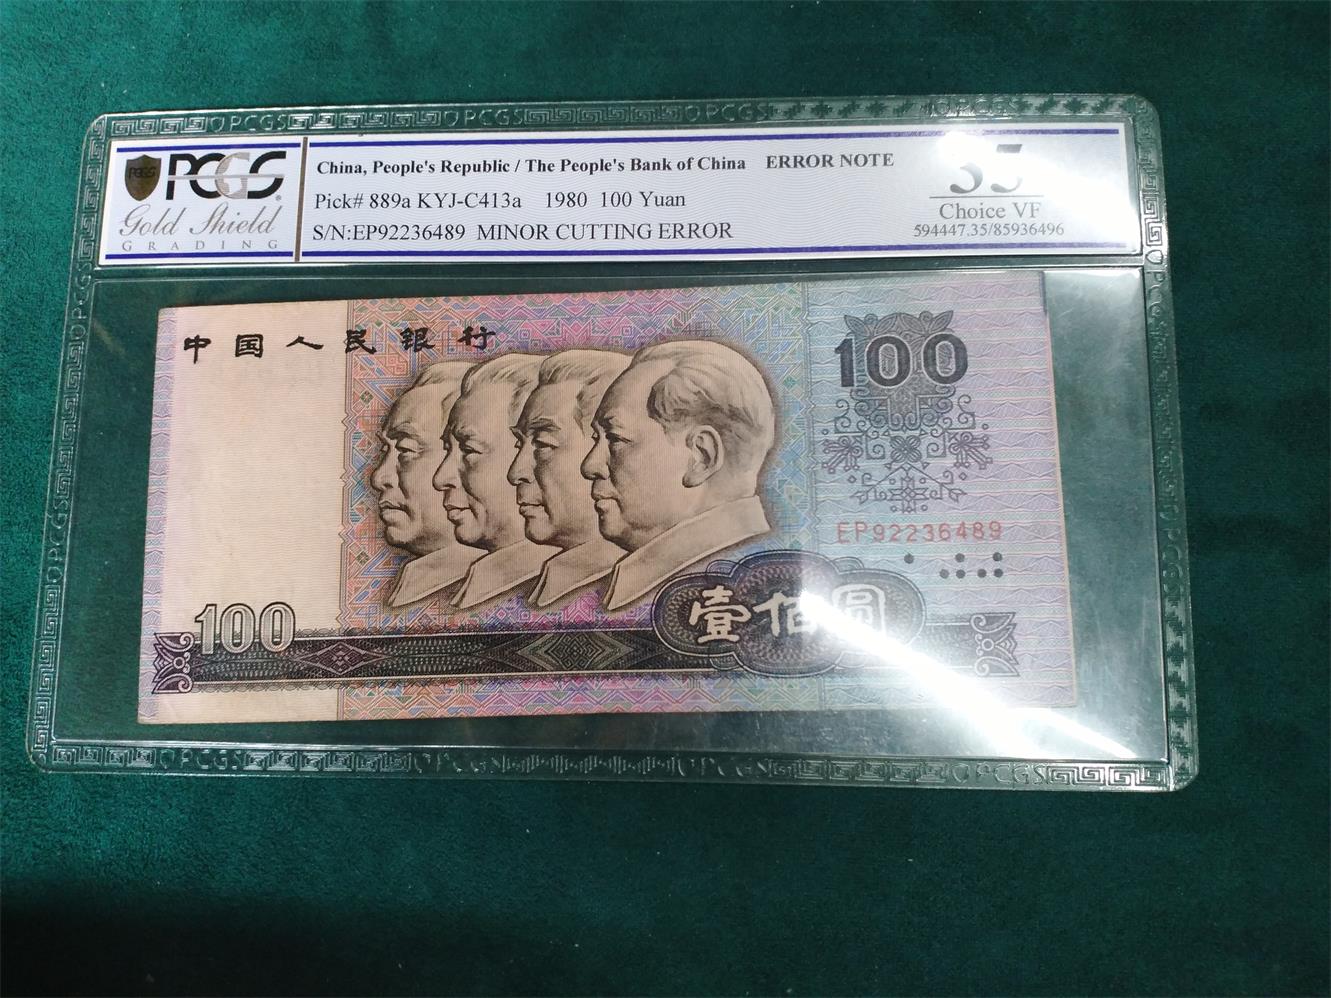 PCGS
PCGS
Gold Shield
GRADING
China, People's Republic / The People's Bank of China ERROR NOTE
Pick# 889a KYJ-C413a 1980 100 Yuan
S/N:EP92236489 MINOR CUTTING ERROR
35
Choice VF
594447.35/85936496
中国人民银行
100
EP92236489
100
壹佰圆